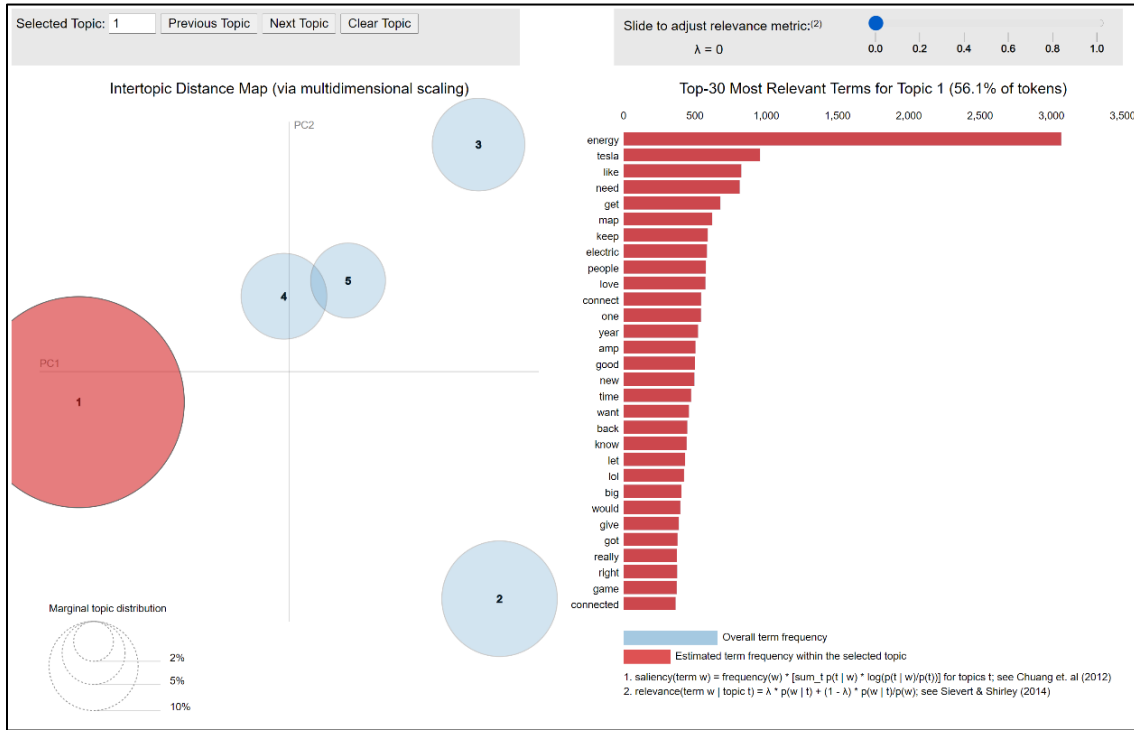 Selected Topic: 1 Previous Topic Next Topic Clear Topic
Slide to adjust relevance metric:(2)
λ = 0
0.0 0.2 0.4 0.6 0.8 1.0
Intertopic Distance Map (via multidimensional scaling)
PC2
PC1
3
5
4
1
2
Marginal topic distribution
2%
5%
10%
Top-30 Most Relevant Terms for Topic 1 (56.1% of tokens)
0 500 1,000 1,500 2,000 2,500 3,000 3,500
energy
tesla
like
need
get
map
keep
electric
people
love
connect
one
year
amp
good
new
time
want
back
know
let
lol
big
would
give
got
really
right
game
connected
Overall term frequency
Estimated term frequency within the selected topic
1. saliency(term w) = frequency(w) * [sum_t p(t | w) * log(p(t | w)/p(t))] for topics t; see Chuang et. al (2012)
2. relevance(term w | topic t) = λ * p(w | t) + (1 - λ) * p(w | t)/p(w); see Sievert & Shirley (2014)